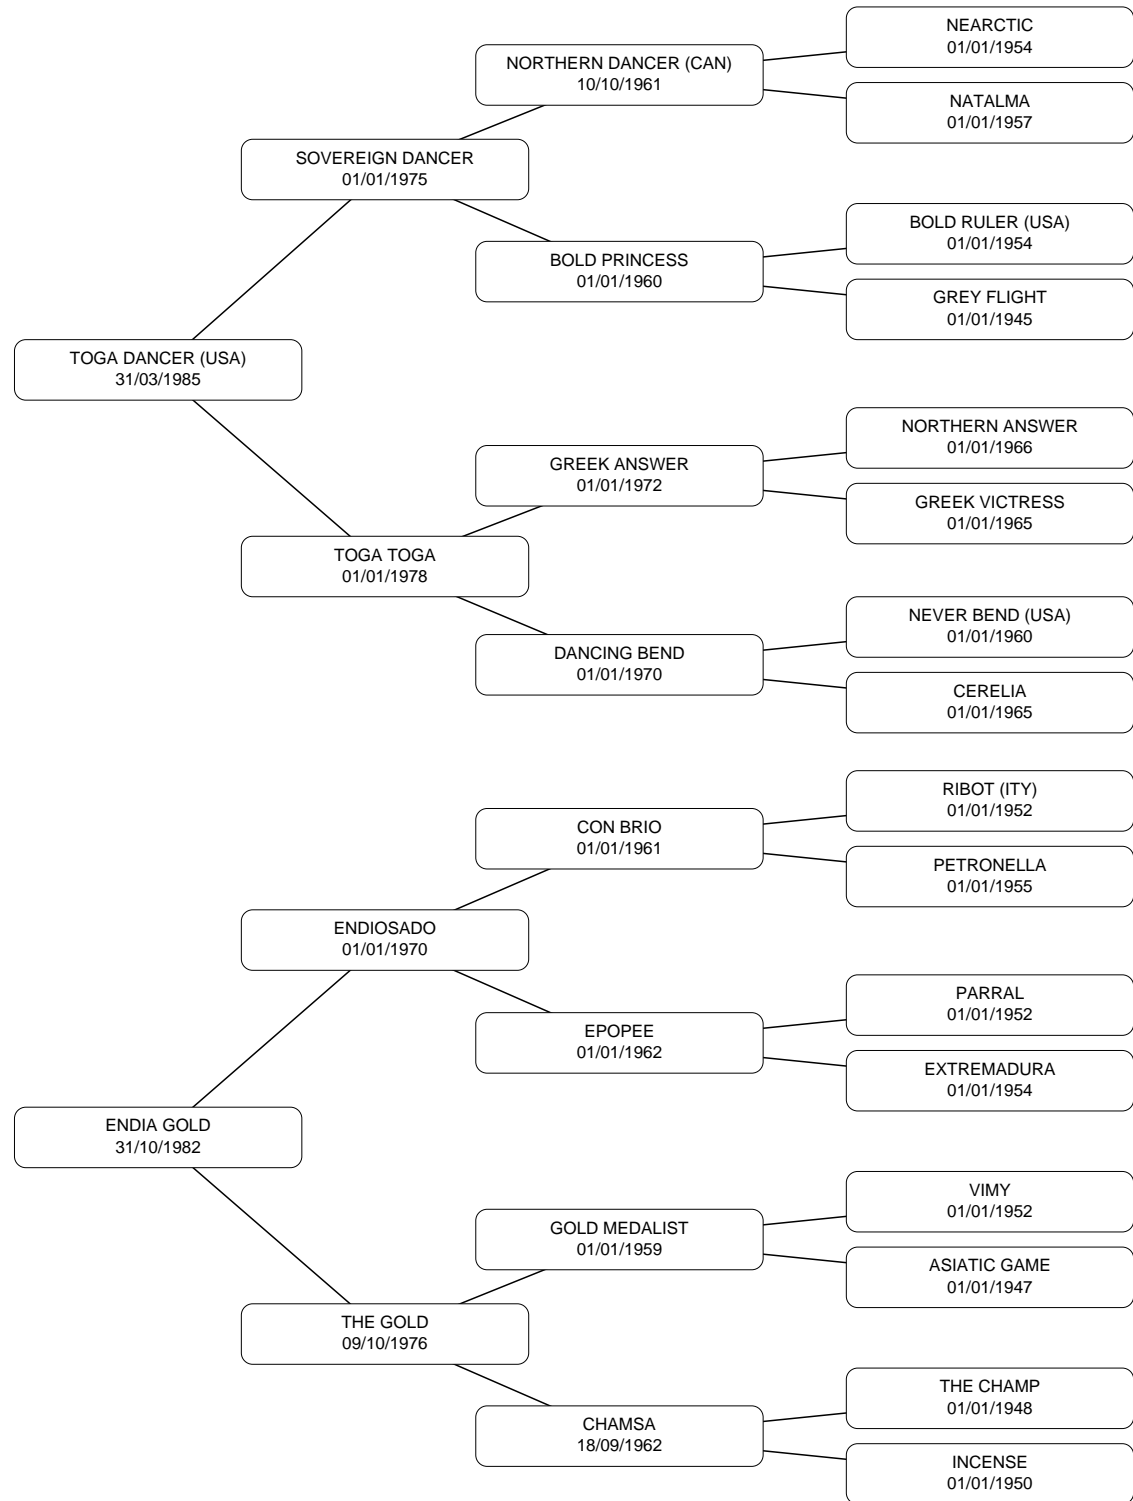 NEARCTIC
01/01/1954
NORTHERN DANCER (CAN)
10/10/1961
NATALMA
01/01/1957
SOVEREIGN DANCER
01/01/1975
BOLD RULER (USA)
01/01/1954
BOLD PRINCESS
01/01/1960
GREY FLIGHT
01/01/1945
TOGA DANCER (USA)
31/03/1985
NORTHERN ANSWER
01/01/1966
GREEK ANSWER
01/01/1972
GREEK VICTRESS
01/01/1965
TOGA TOGA
01/01/1978
NEVER BEND (USA)
01/01/1960
DANCING BEND
01/01/1970
CERELIA
01/01/1965
RIBOT (ITY)
01/01/1952
CON BRIO
01/01/1961
PETRONELLA
01/01/1955
ENDIOSADO
01/01/1970
PARRAL
01/01/1952
EPOPEE
01/01/1962
EXTREMADURA
01/01/1954
ENDIA GOLD
31/10/1982
VIMY
01/01/1952
GOLD MEDALIST
01/01/1959
ASIATIC GAME
01/01/1947
THE GOLD
09/10/1976
THE CHAMP
01/01/1948
CHAMSA
18/09/1962
INCENSE
01/01/1950